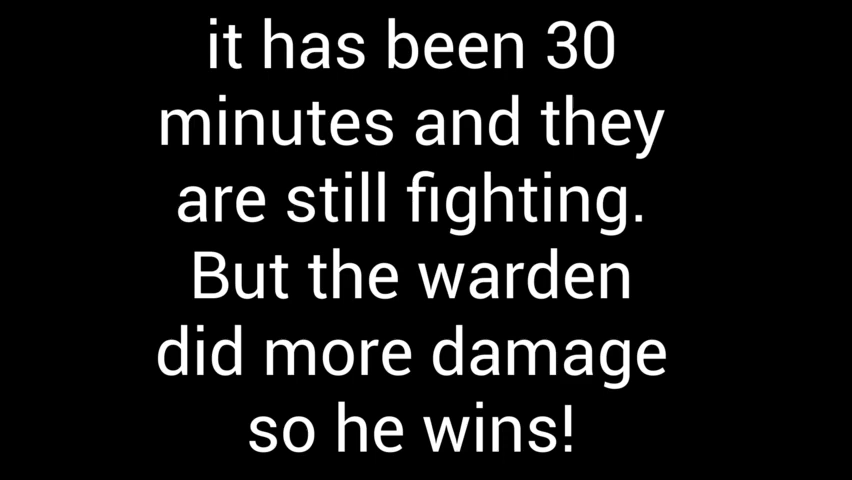 it has been 30
minutes and they
are still fighting.
But the warden
did more damage
so he wins!